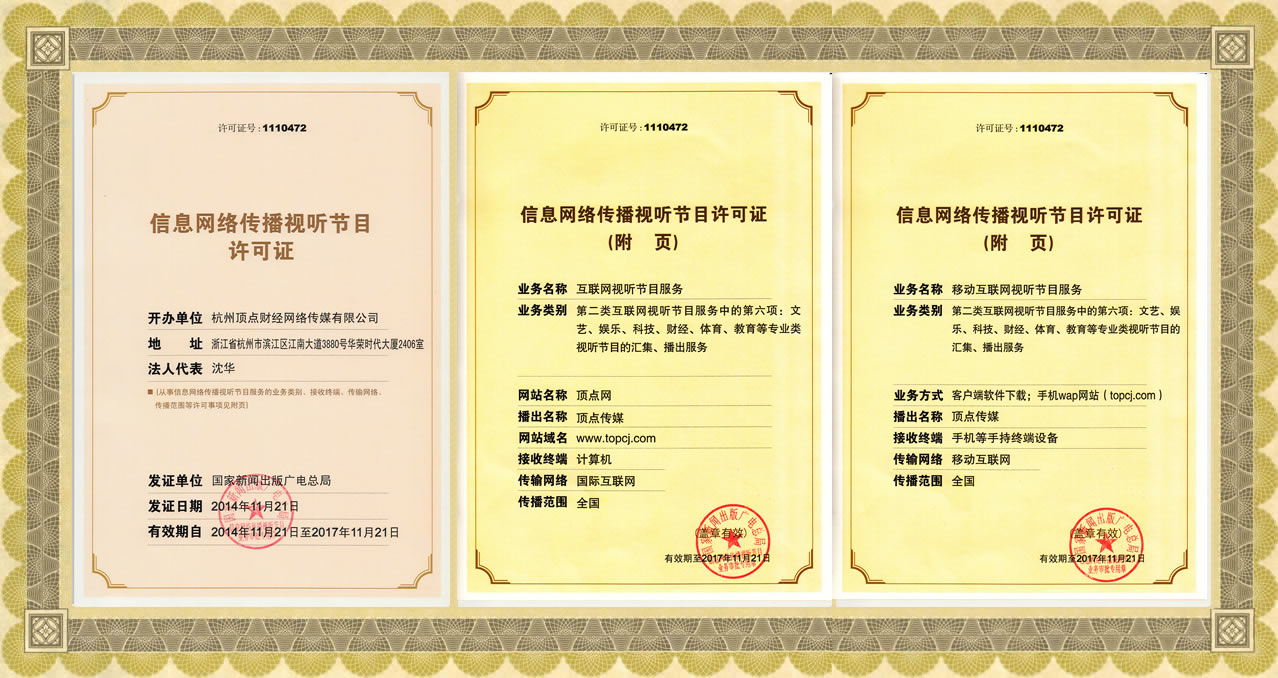 许可证号:1110472
信息网络传播视听节目
许可证
开办单位 杭州顶点财经网络传媒有限公司
地 址 浙江省杭州市滨江区江南大道3880号华荣时代大厦2406室
法人代表 沈华
■ (从事信息网络传播视听节目服务的业务类别、接收终端、传输网络、
传播范围等许可事项见附页)
发证单位 国家新闻出版广电总局
发证日期 2014年11月21日
有效期自 2014年11月21日至2017年11月21日
许可证号:1110472
信息网络传播视听节目许可证
(附 页)
业务名称 互联网视听节目服务
业务类别 第二类互联网视听节目服务中的第六项：文
艺、娱乐、科技、财经、体育、教育等专业类
视听节目的汇集、播出服务
网站名称 顶点网
播出名称 顶点传媒
网站域名 www.topcj.com
接收终端 计算机
传输网络 国际互联网
传播范围 全国
(盖章有效)
有效期至2017年11月21日
业务审批专用章
许可证号:1110472
信息网络传播视听节目许可证
(附 页)
业务名称 移动互联网视听节目服务
业务类别 第二类互联网视听节目服务中的第六项：文艺、娱
乐、科技、财经、体育、教育等专业类视听节目的
汇集、播出服务
业务方式 客户端软件下载；手机wap网站（topcj.com）
播出名称 顶点传媒
接收终端 手机等手持终端设备
传输网络 移动互联网
传播范围 全国
(盖章有效)
有效期至2017年11月21日
业务审批专用章